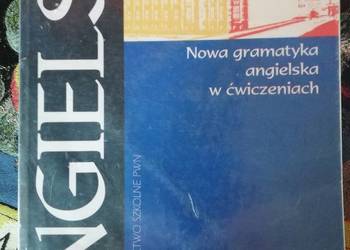 NGIELS
Nowa gramatyka
angielska
w ćwiczeniach
TWO SZKOLNE PWN